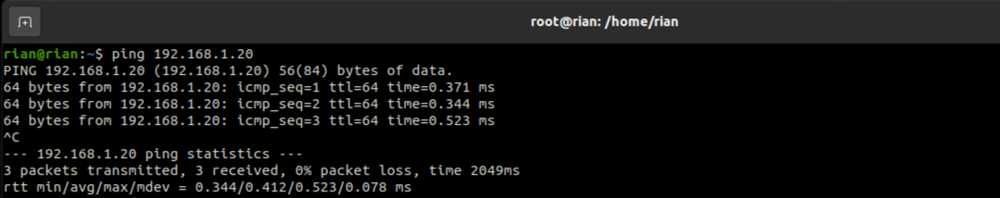 root@rian: /home/rian
rian@rian:~$ ping 192.168.1.20
PING 192.168.1.20 (192.168.1.20) 56(84) bytes of data.
64 bytes from 192.168.1.20: icmp_seq=1 ttl=64 time=0.371 ms
64 bytes from 192.168.1.20: icmp_seq=2 ttl=64 time=0.344 ms
64 bytes from 192.168.1.20: icmp_seq=3 ttl=64 time=0.523 ms
^C
--- 192.168.1.20 ping statistics ---
3 packets transmitted, 3 received, 0% packet loss, time 2049ms
rtt min/avg/max/mdev = 0.344/0.412/0.523/0.078 ms